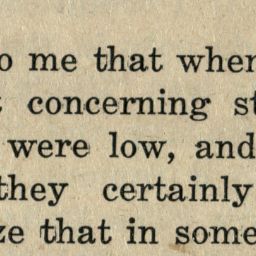 o me that when
concerning st
were low, and
they certainly
ze that in some